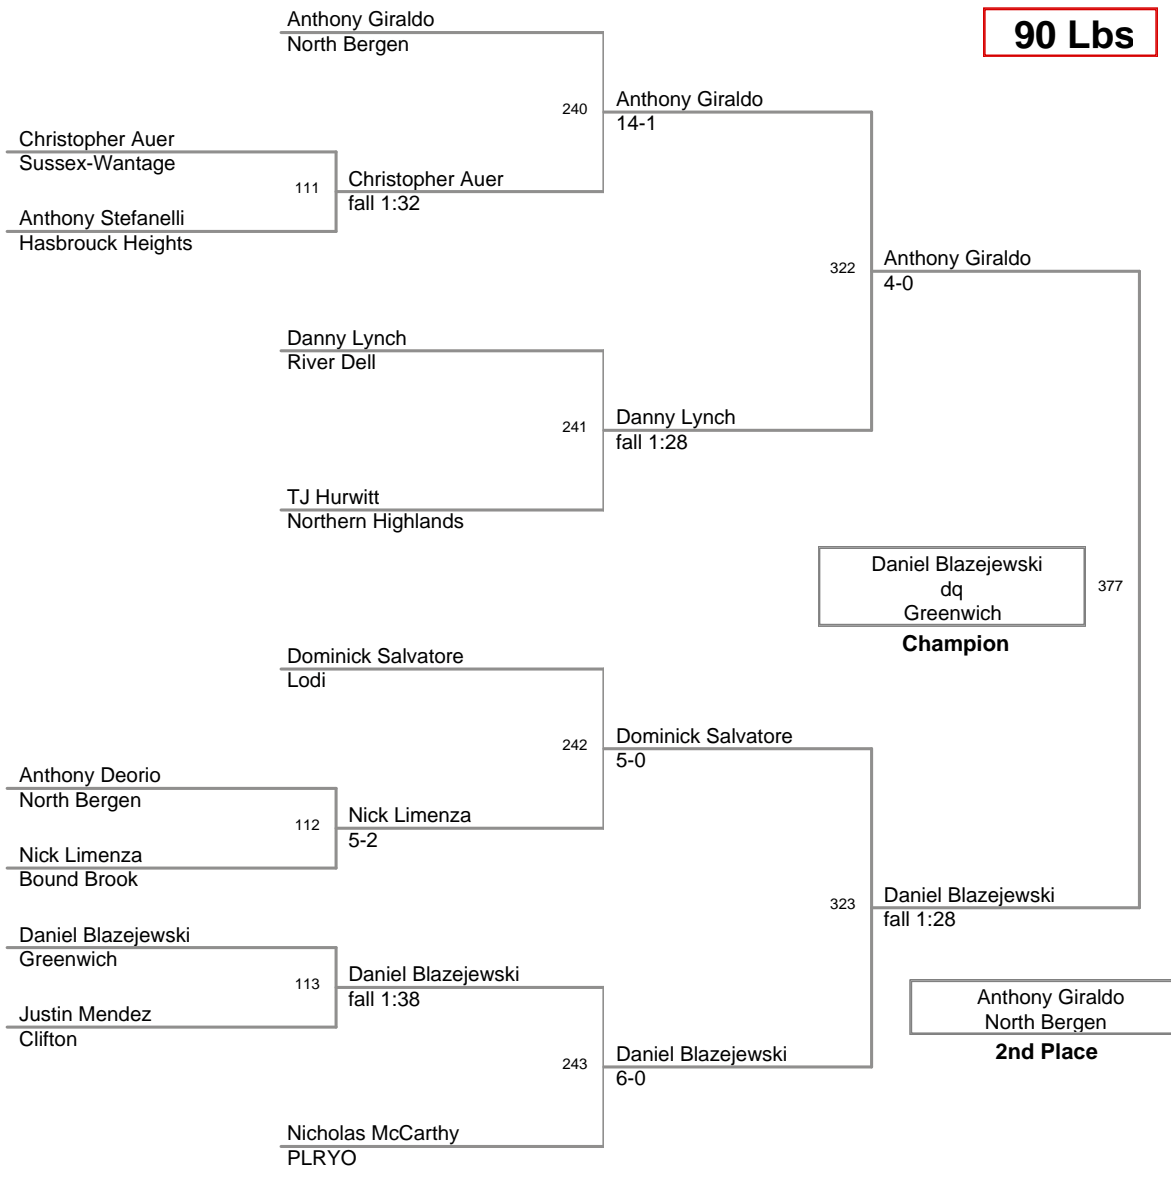 Anthony Giraldo
North Bergen
90 Lbs
240
Anthony Giraldo
14-1
Christopher Auer
Sussex-Wantage
111
Christopher Auer
fall 1:32
Anthony Stefanelli
Hasbrouck Heights
322
Anthony Giraldo
4-0
Danny Lynch
River Dell
241
Danny Lynch
fall 1:28
TJ Hurwitt
Northern Highlands
Daniel Blazejewski
dq
Greenwich
377
Champion
Dominick Salvatore
Lodi
242
Dominick Salvatore
5-0
Anthony Deorio
North Bergen
112
Nick Limenza
5-2
Nick Limenza
Bound Brook
323
Daniel Blazejewski
fall 1:28
Daniel Blazejewski
Greenwich
113
Daniel Blazejewski
fall 1:38
Justin Mendez
Clifton
Anthony Giraldo
North Bergen
2nd Place
243
Daniel Blazejewski
6-0
Nicholas McCarthy
PLRYO